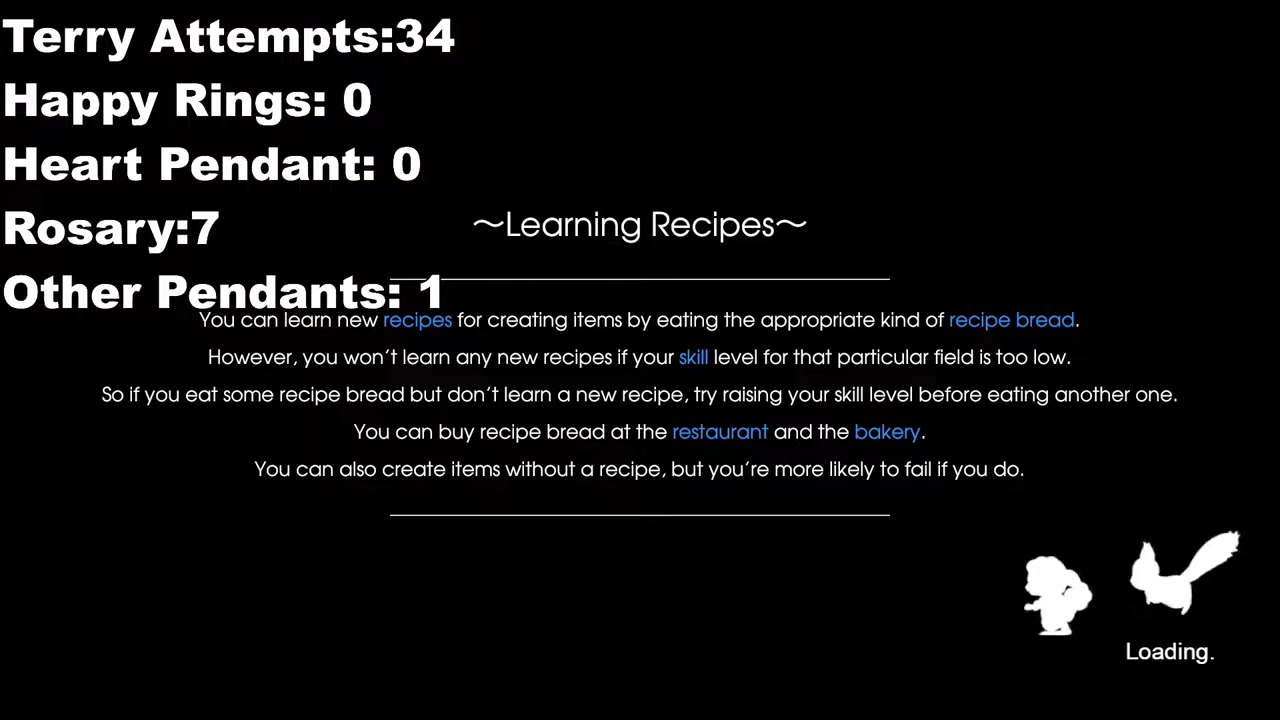 Terry Attempts:34
Happy Rings: 0
Heart Pendant: 0
Rosary:7
Other Pendants: 1
〜Learning Recipes〜
You can learn new recipes for creating items by eating the appropriate kind of recipe bread.
However, you won't learn any new recipes if your skill level for that particular field is too low.
So if you eat some recipe bread but don't learn a new recipe, try raising your skill level before eating another one.
You can buy recipe bread at the restaurant and the bakery.
You can also create items without a recipe, but you're more likely to fail if you do.
Loading.